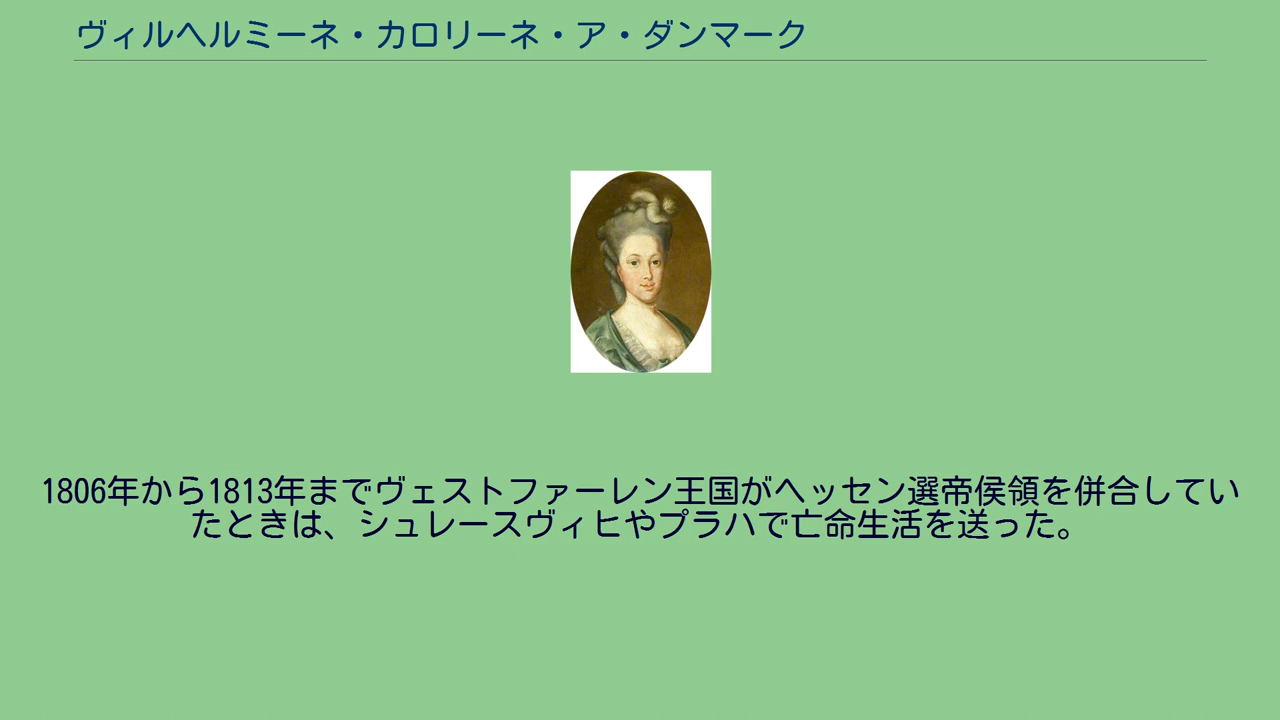 ヴィルヘルミーネ・カロリーネ・ア・ダンマーク
1806年から1813年までヴェストファーレン王国がヘッセン選帝侯領を併合してい
たときは、シュレースヴィヒやプラハで亡命生活を送った。